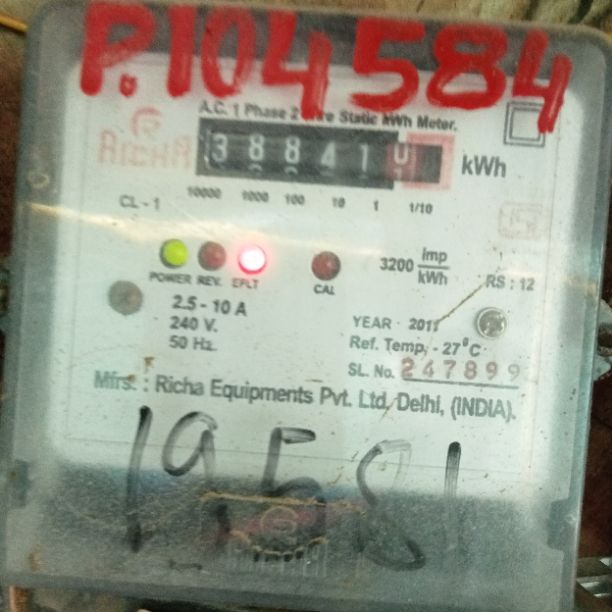 P.104584
A.C. 1 Phase 2 Wire Static kWh Meter.
RICHA
38841 0 kWh
10000 1000 100 10 1 1/10
CL-1
POWER REV. EFLT CAL
3200 imp/kWh
RS : 12
2.5 - 10 A
240 V.
50 Hz.
YEAR · 2011
Ref. Temp. - 27°C
SL. No. 247899
Mfrs. : Richa Equipments Pvt. Ltd, Delhi, (INDIA).
19581